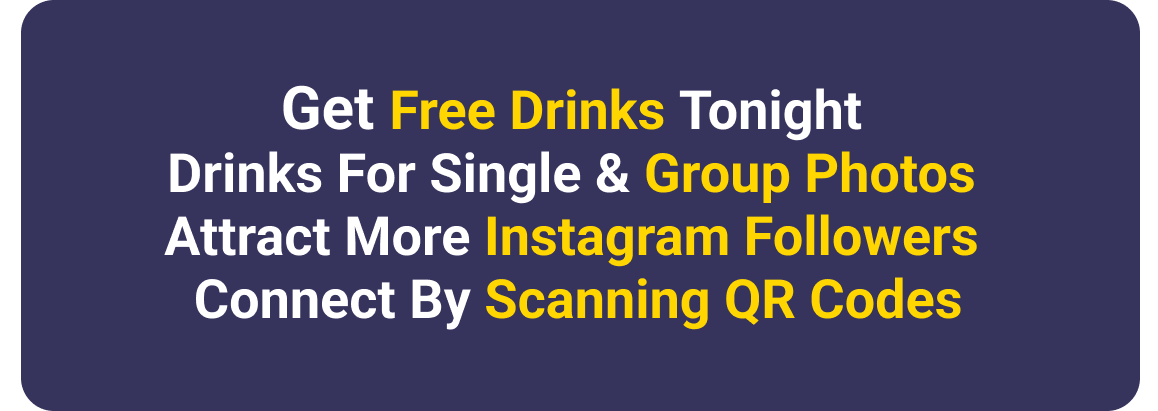 Get Free Drinks Tonight
Drinks For Single & Group Photos
Attract More Instagram Followers
Connect By Scanning QR Codes